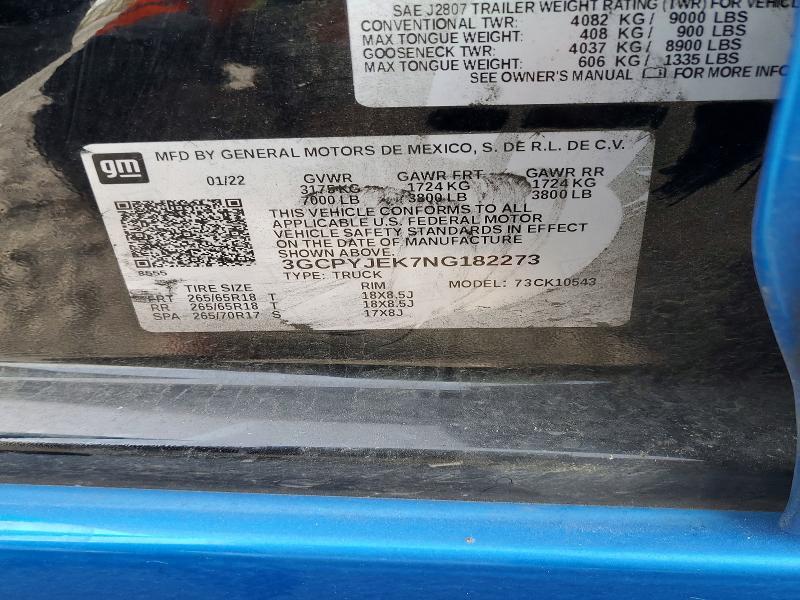 SAE J2807 TRAILER WEIGHT RATING (TWR) FOR VEHICL
CONVENTIONAL TWR: 4082 KG/ 9000 LBS
MAX TONGUE WEIGHT: 408 KG/ 900 LBS
GOOSENECK TWR: 4037 KG/ 8900 LBS
MAX TONGUE WEIGHT: 606 KG/ 1335 LBS
SEE OWNER'S MANUAL FOR MORE INFO
gm
MFD BY GENERAL MOTORS DE MEXICO, S. DE R.L. DE C.V.
01/22 GVWR GAWR FRT GAWR RR
3175 KG 1724 KG 1724 KG
7000 LB 3800 LB 3800 LB
THIS VEHICLE CONFORMS TO ALL
APPLICABLE U.S. FEDERAL MOTOR
VEHICLE SAFETY STANDARDS IN EFFECT
ON THE DATE OF MANUFACTURE
SHOWN ABOVE.
3GCPYJEK7NG182273
8555 TYPE: TRUCK MODEL: 73CK10543
TIRE SIZE RIM
FRT 265/65R18 T 18X8.5J
RR 265/65R18 T 18X8.5J
SPA 265/70R17 S 17X8J